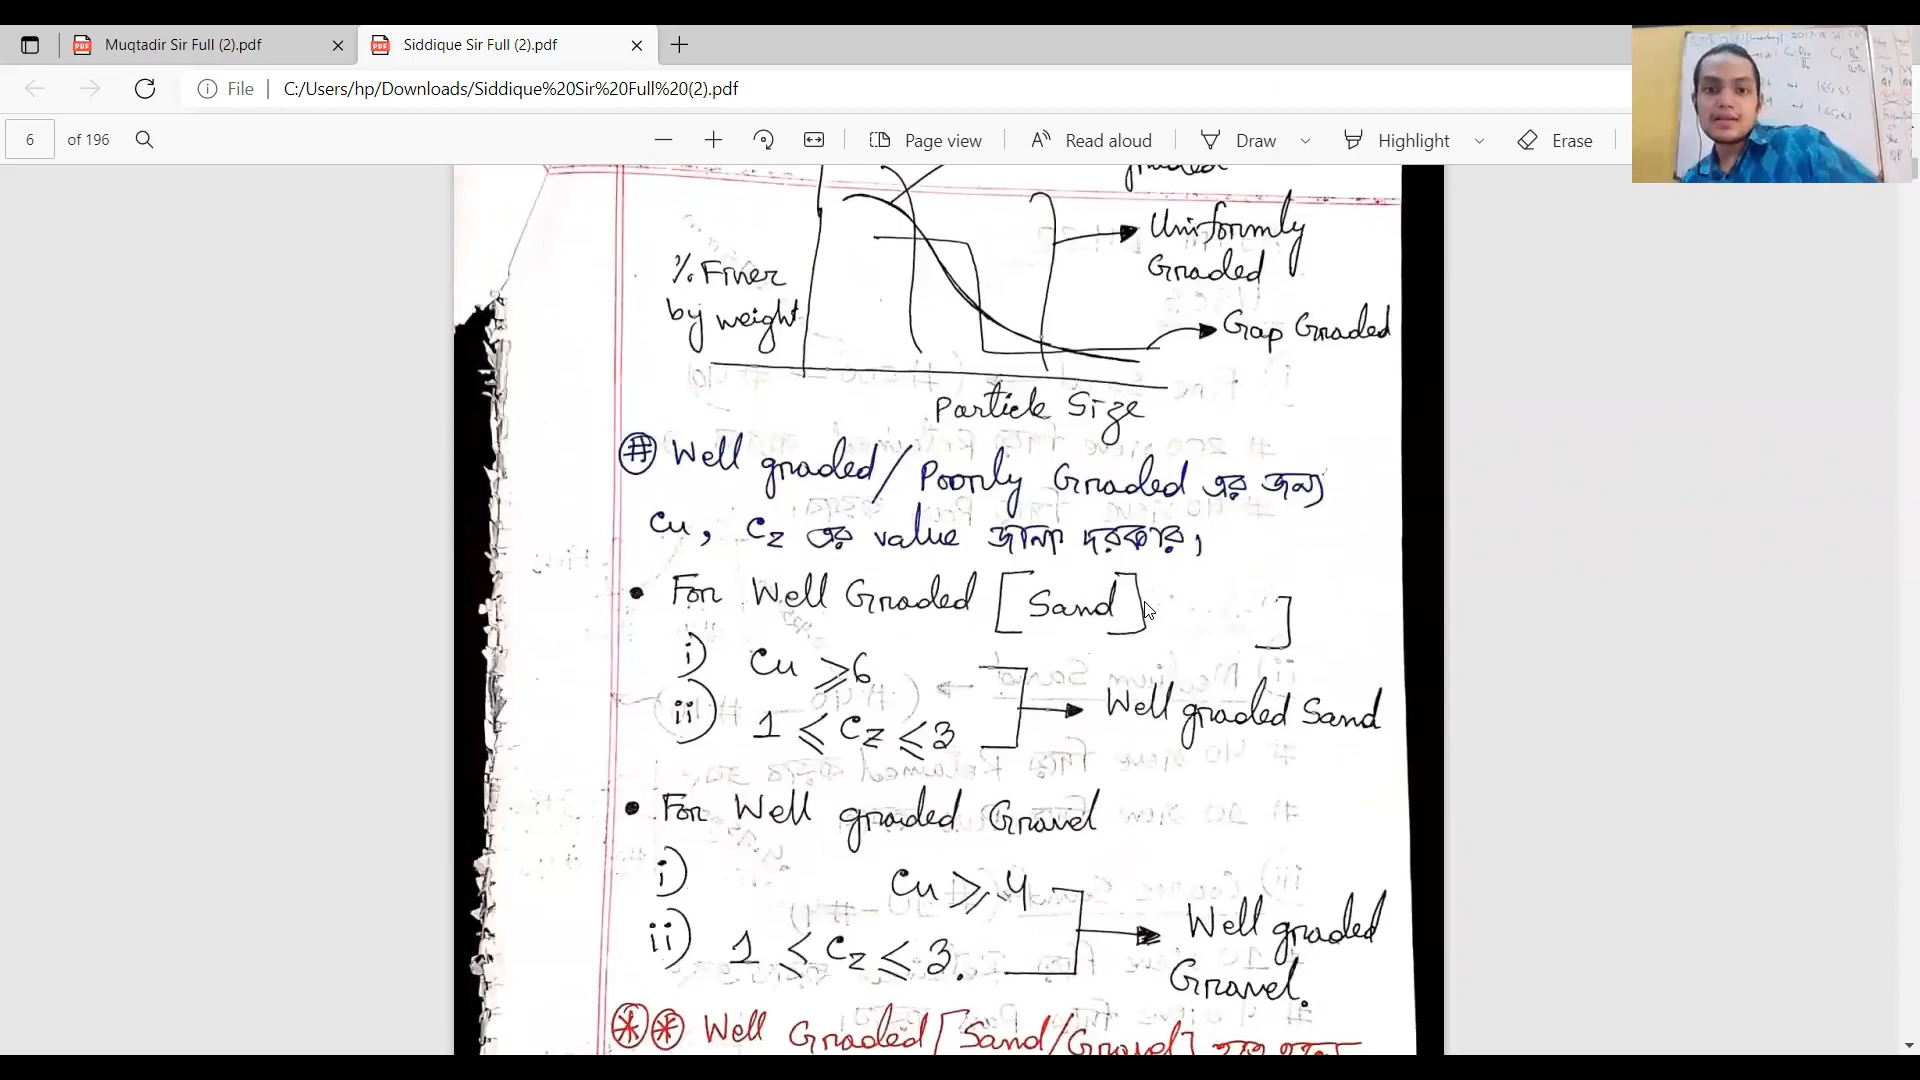 Muqtadir Sir Full (2).pdf
Siddique Sir Full (2).pdf
File
C:/Users/hp/Downloads/Siddique%20Sir%20Full%20(2).pdf
6 of 196
Page view
Read aloud
Draw
Highlight
Erase
Uniformly
Graded
% Finer
by weight
Gap Graded
Particle Size
# Well graded/Poorly Graded এর জন্য
Cu, Cz এর value জানা দরকার।
• For Well Graded [Sand] ]
i) Cu ⩾6
ii) 1 ⩽ Cz ⩽3
Well graded Sand
• For Well graded Gravel
i) Cu ⩾ 4
ii) 1 ⩽ Cz ⩽ 3.
Well graded
Gravel.
** Well Graded [Sand/Gravel]